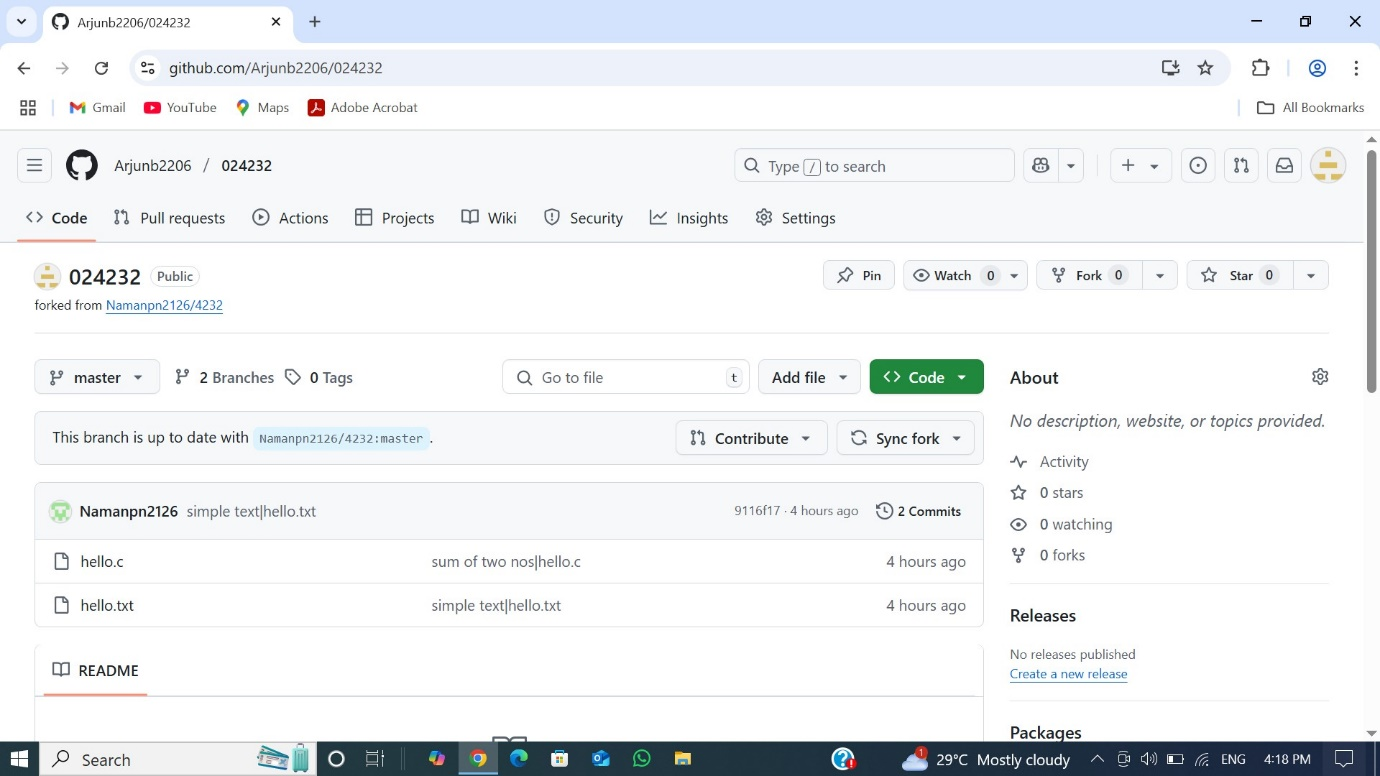 Arjunb2206/024232
github.com/Arjunb2206/024232
Gmail YouTube Maps Adobe Acrobat All Bookmarks
Arjunb2206 / 024232 Type / to search
Code Pull requests Actions Projects Wiki Security Insights Settings
024232 Public Pin Watch 0 Fork 0 Star 0
forked from Namanpn2126/4232
master 2 Branches 0 Tags Go to file t Add file Code About
No description, website, or topics provided.
This branch is up to date with Namanpn2126/4232:master . Contribute Sync fork
Activity
0 stars
Namanpn2126 simple text|hello.txt 9116f17 · 4 hours ago 2 Commits
0 watching
hello.c sum of two nos|hello.c 4 hours ago
0 forks
hello.txt simple text|hello.txt 4 hours ago
Releases
No releases published
README
Create a new release
Packages
Search 1 29°C Mostly cloudy ENG 4:18 PM